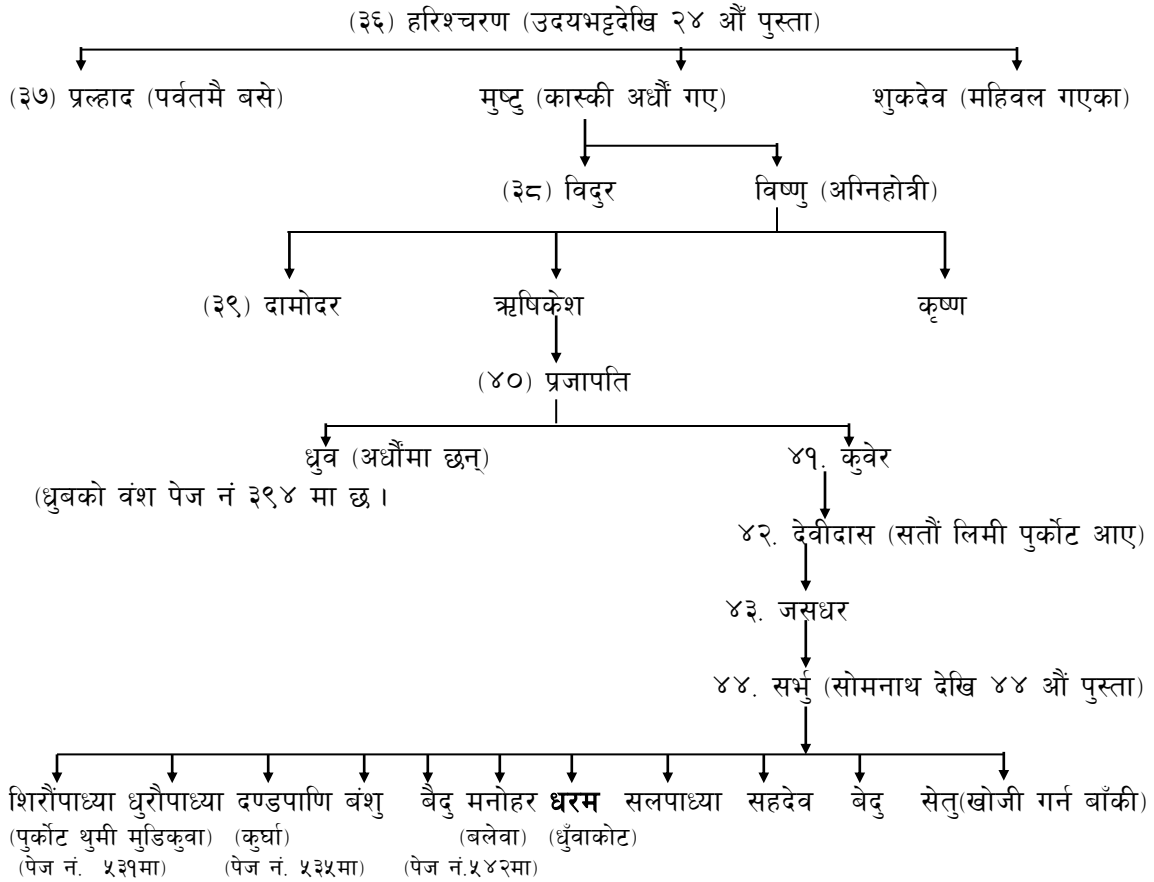 (३६) हरिश्चरण (उदयभट्टदेखि २४ औँ पुस्ता)
(३७) प्रल्हाद (पर्वतमै बसे) मुष्टु (कास्की अर्धौं गए) शुकदेव (महिवल गएका)
(३८) विदुर विष्णु (अग्निहोत्री)
(३९) दामोदर ऋषिकेश कृष्ण
(४०) प्रजापति
ध्रुव (अर्धौंमा छन्) ४१. कुवेर
(ध्रुबको वंश पेज नं ३९४ मा छ ।
४२. देवीदास (सतौं लिमी पुर्कोट आए)
४३. जसधर
४४. सर्भु (सोमनाथ देखि ४४ औं पुस्ता)
शिरौंपाध्या धुरौपाध्या दण्डपाणि बंशु बैदु मनोहर धरम सलपाध्या सहदेव बेदु सेतु(खोजी गर्न बाँकी)
(पुर्कोट थुमी मुडिकुवा) (कुर्घा) (बलेवा) (धुँवाकोट)
(पेज नं. ५३१मा) (पेज नं. ५३५मा) (पेज नं.५४२मा)